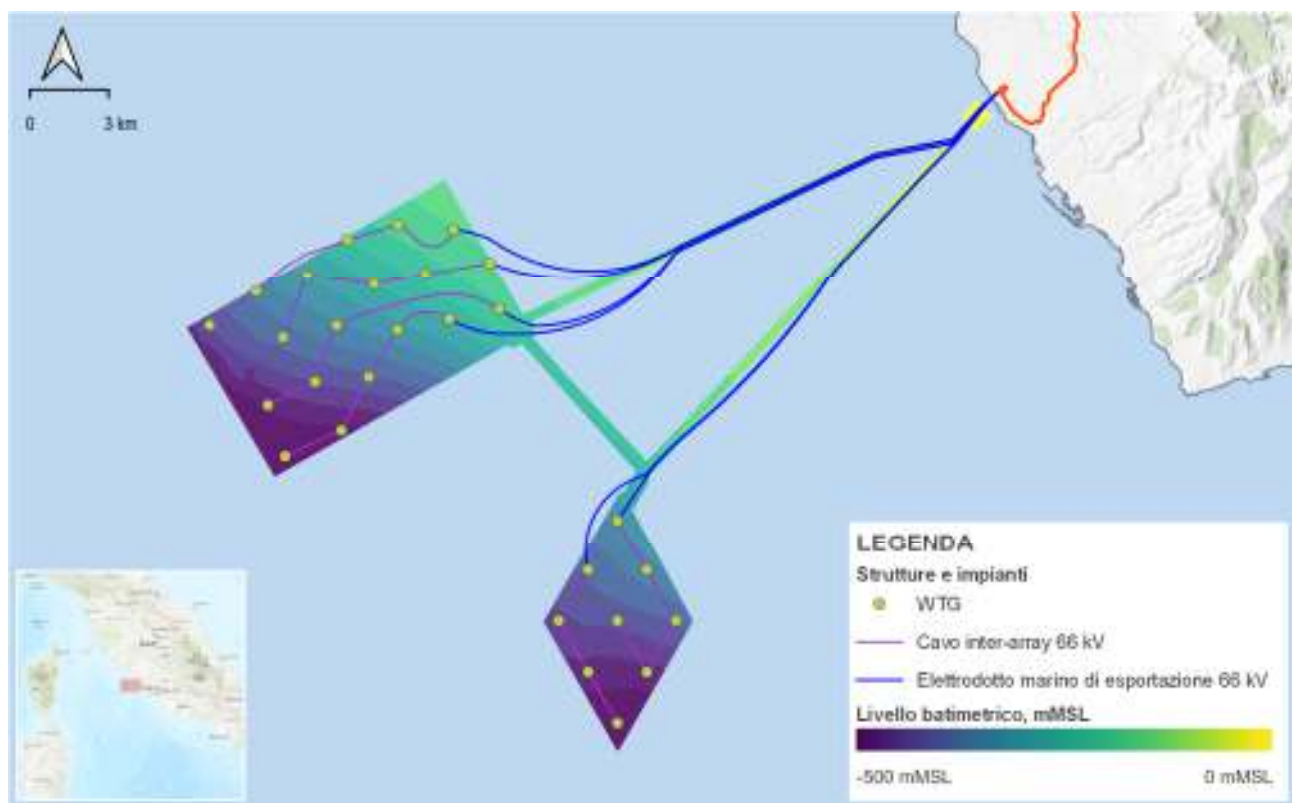 0 3 km
LEGENDA
Strutture e impianti
WTG
Cavo inter-array 66 kV
Elettrodotto marino di esportazione 66 kV
Livello batimetrico, mMSL
-500 mMSL 0 mMSL